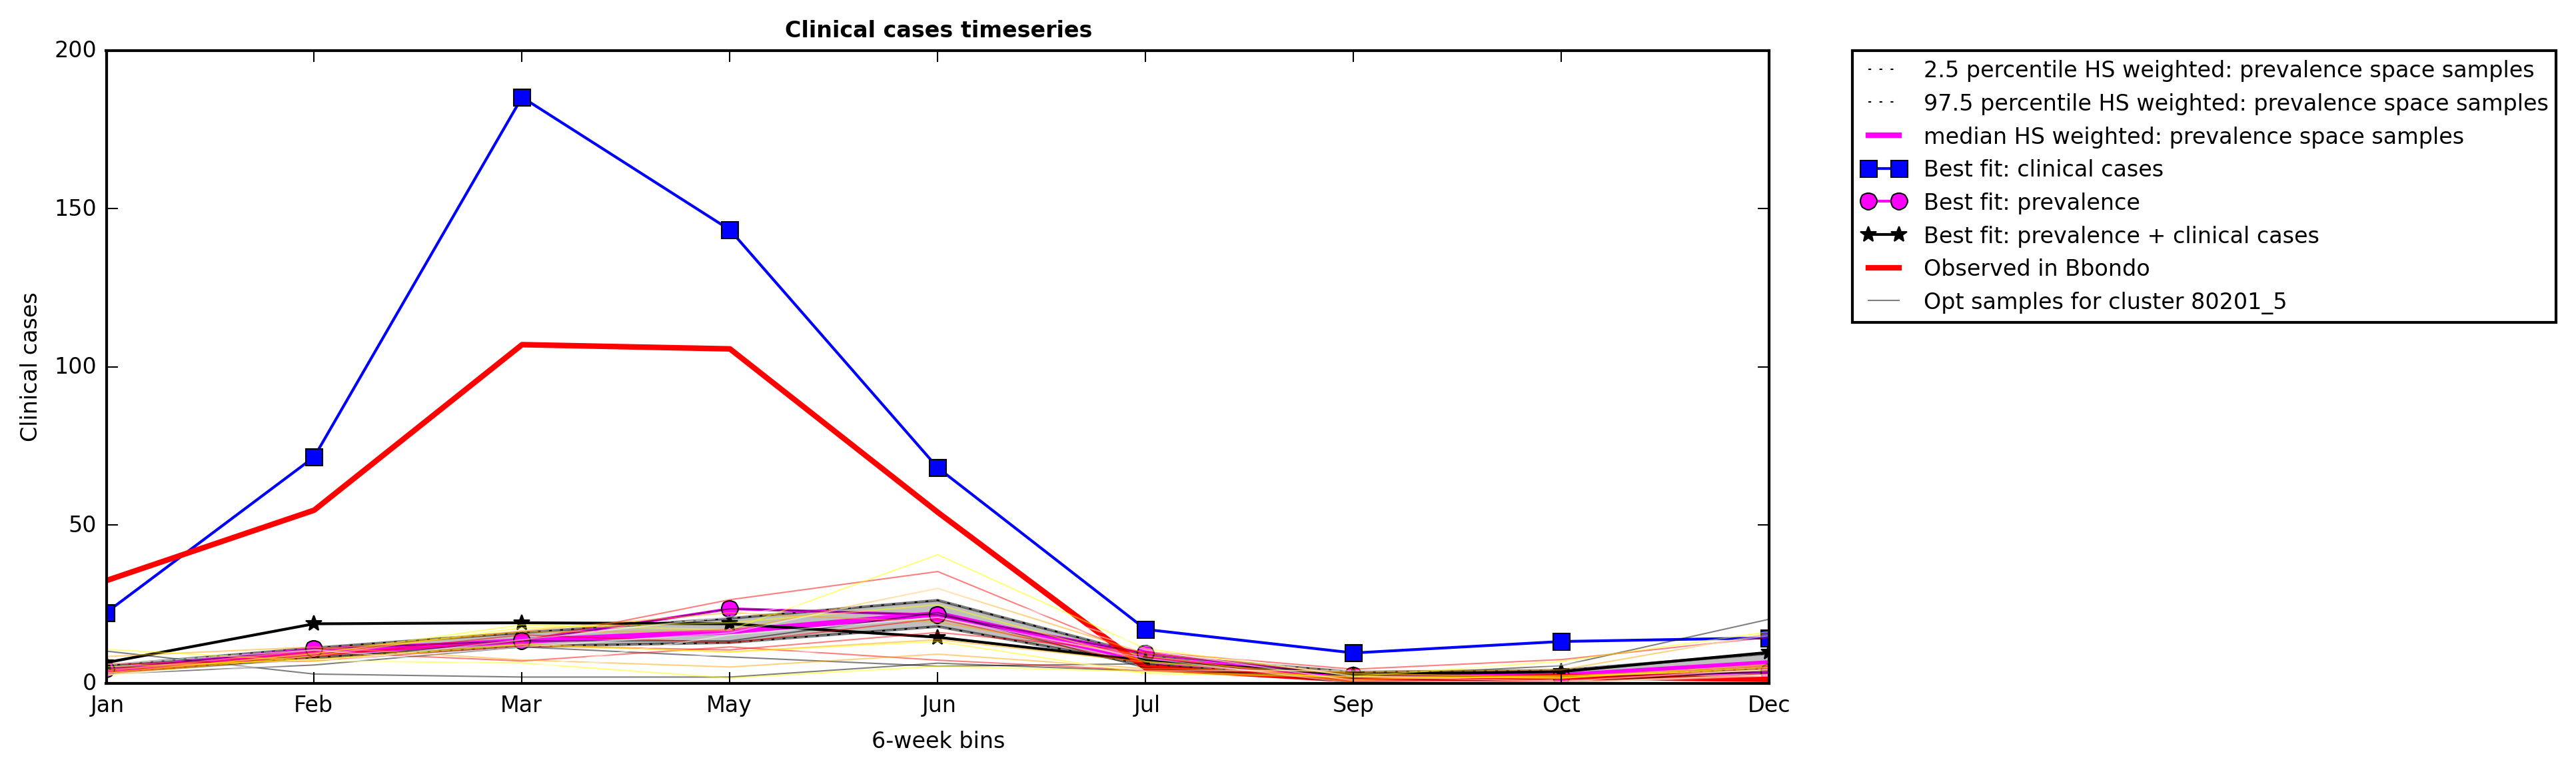 Clinical cases timeseries
200
150
100
50
0
Clinical cases
Jan Feb Mar May Jun Jul Sep Oct Dec
6-week bins
2.5 percentile HS weighted: prevalence space samples
97.5 percentile HS weighted: prevalence space samples
median HS weighted: prevalence space samples
Best fit: clinical cases
Best fit: prevalence
Best fit: prevalence + clinical cases
Observed in Bbondo
Opt samples for cluster 80201_5